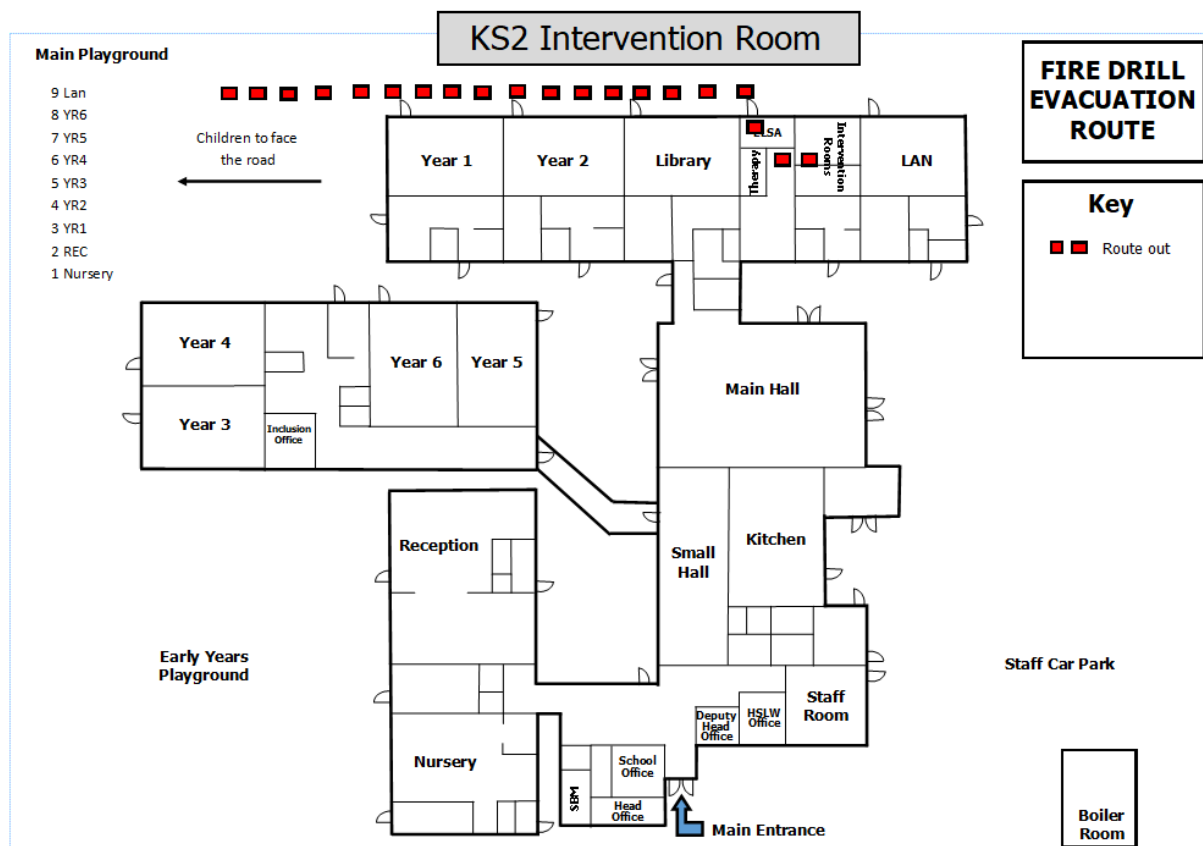 KS2 Intervention Room
Main Playground
9 Lan
8 YR6
7 YR5
6 YR4
5 YR3
4 YR2
3 YR1
2 REC
1 Nursery
Children to face
the road
FIRE DRILL
EVACUATION
ROUTE
Key
Route out
Year 1
Year 2
Library
ELSA
Therapy
Intervention
Rooms
LAN
Year 4
Year 6
Year 5
Year 3
Inclusion
Office
Main Hall
Reception
Small
Hall
Kitchen
Early Years
Playground
Staff Car Park
Deputy
Head
Office
HSLW
Office
Staff
Room
Nursery
SBM
School
Office
Head
Office
Main Entrance
Boiler
Room